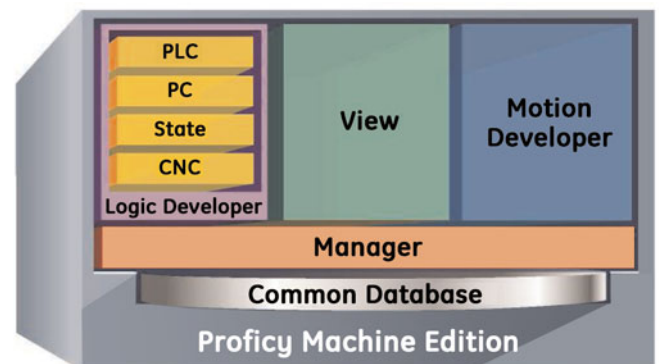 PLC
PC
State
CNC
Logic Developer
View
Motion
Developer
Manager
Common Database
Proficy Machine Edition